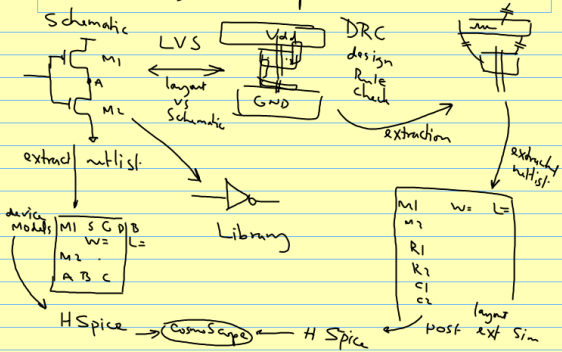 Schematic
M1
A
M2
LVS
layout
vs
Schematic
Vdd
GND
DRC
design
Rule
Check
extraction
extract netlist
extracted
netlist
device
Models
M1 S G D B
W= L=
M2
A B C
Library
M1 W= L=
M2
R1
R2
C1
C2
HSpice
CosmoScope
H Spice
post layout ext sim